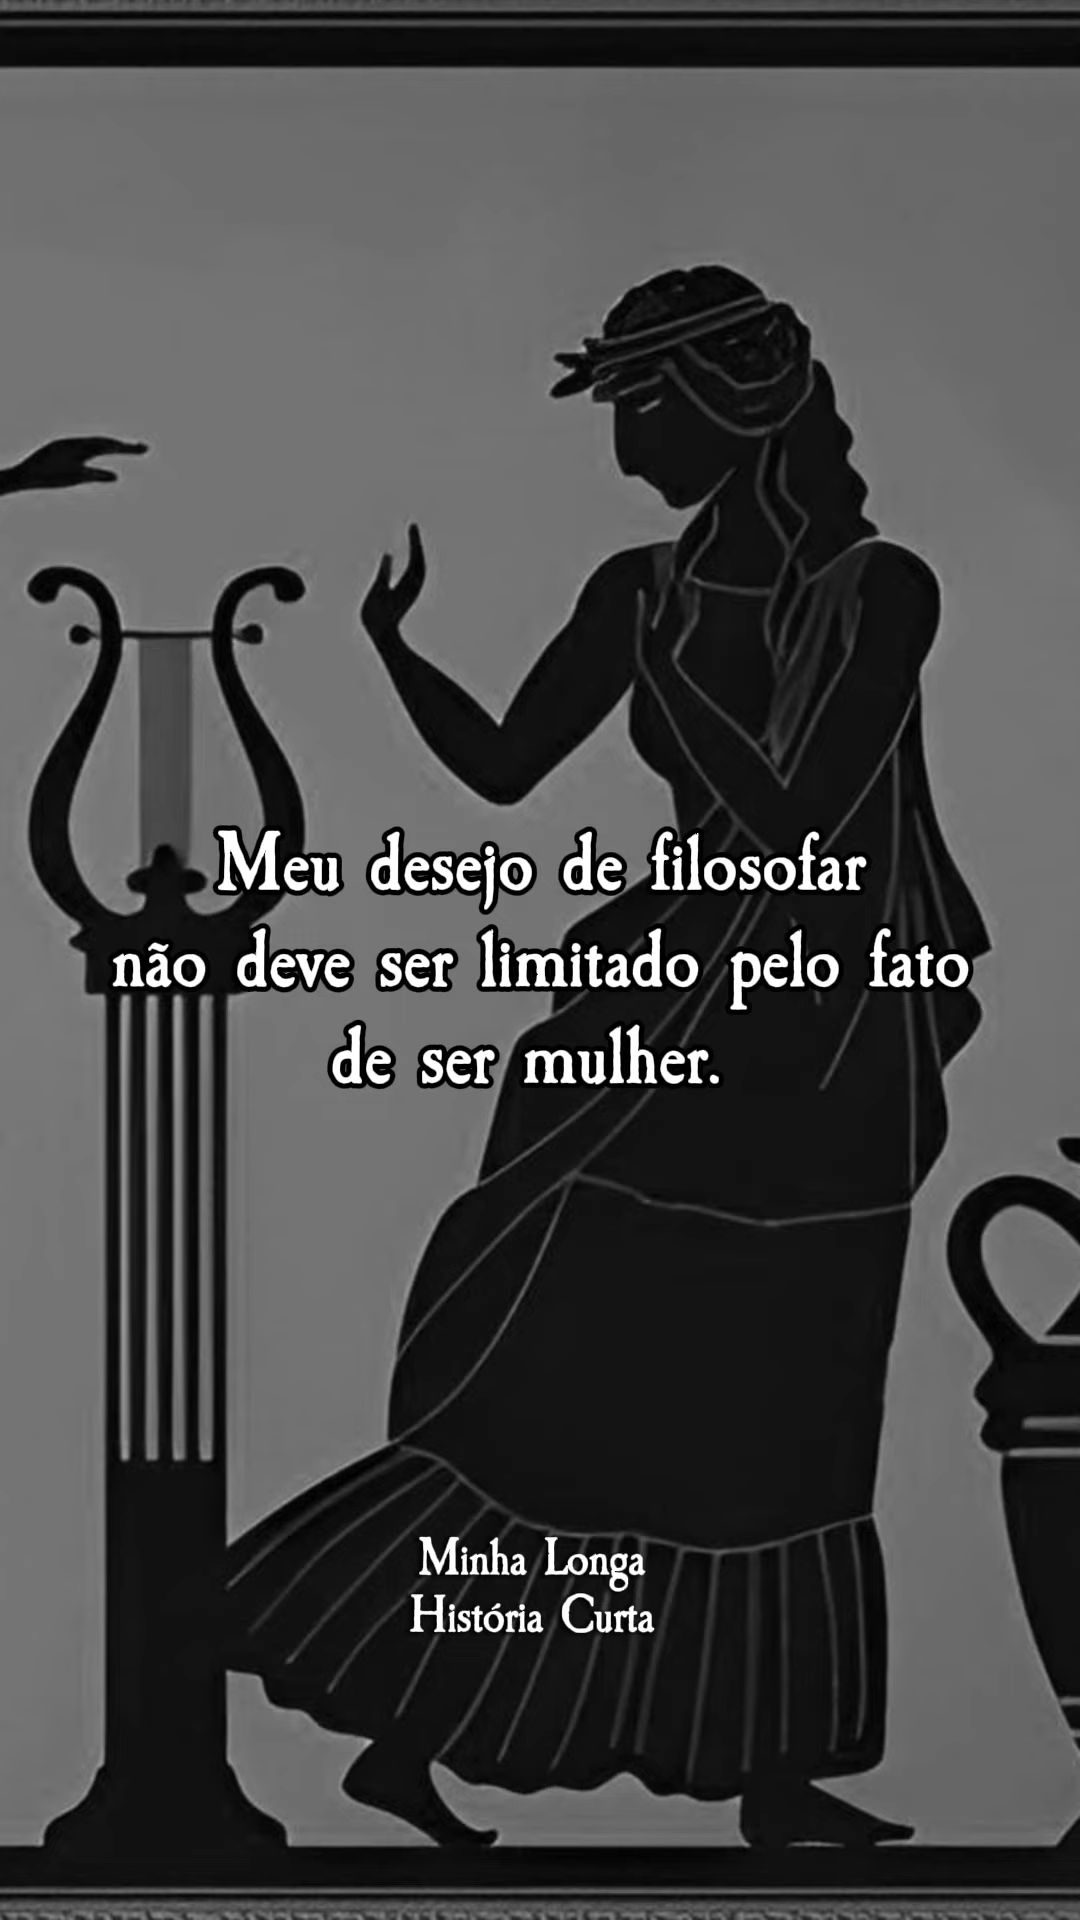 Meu desejo de filosofar
não deve ser limitado pelo fato
de ser mulher.
Minha Longa
História Curta